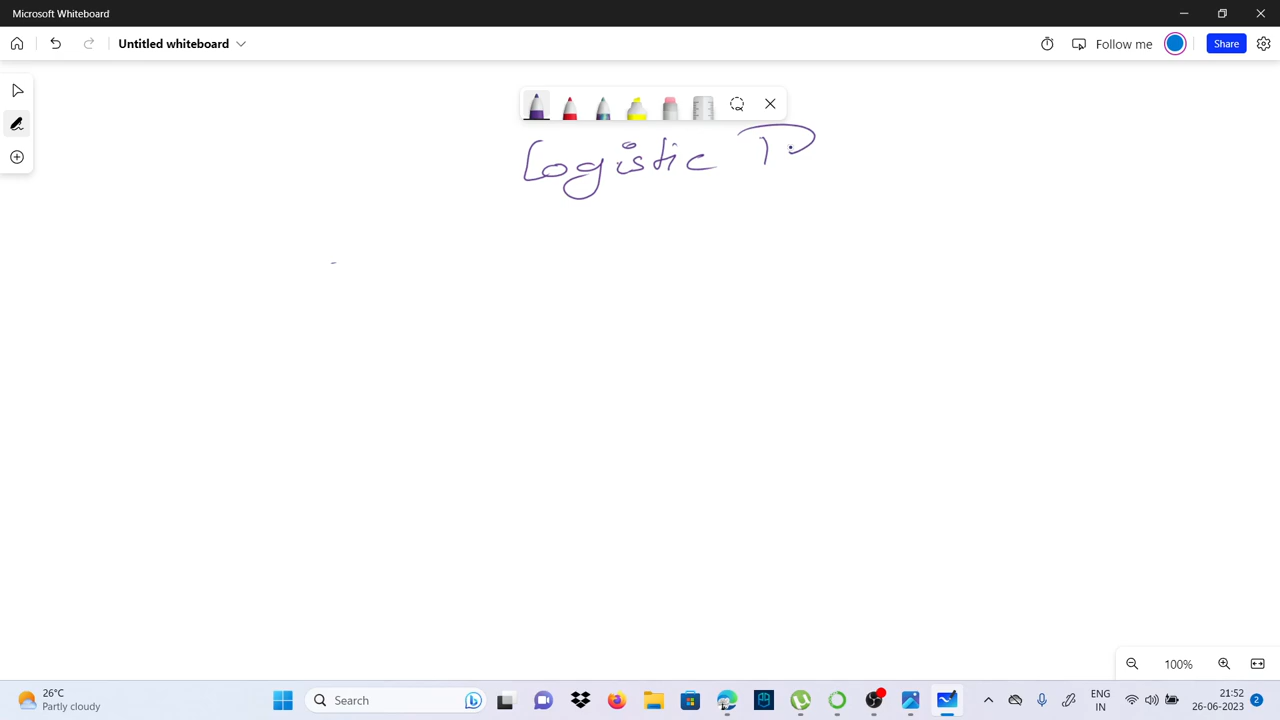 Microsoft Whiteboard
Untitled whiteboard
Follow me
Share
Logistic
100%
26°C
Partly cloudy
Search
ENG
IN
21:52
26-06-2023
2